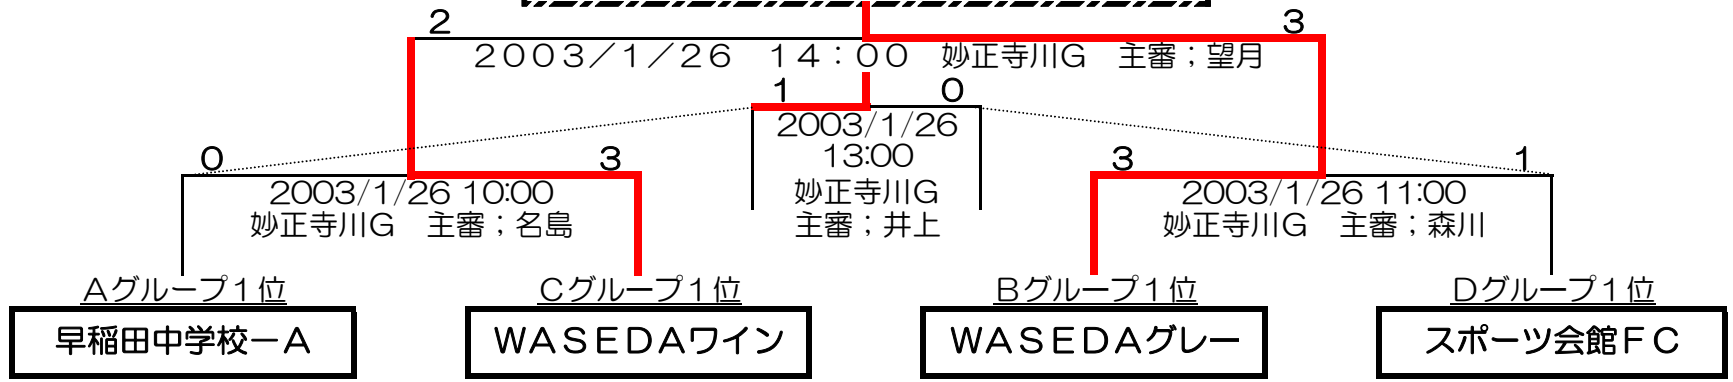 2 3
２００３／１／２６　１４：００　妙正寺川Ｇ　主審；望月
1 0
2003/1/26
13:00
妙正寺川G
主審；井上
0 3
2003/1/26 10:00
妙正寺川G　主審；名島
3 1
2003/1/26 11:00
妙正寺川G　主審；森川
Ａグループ１位
早稲田中学校－Ａ
Ｃグループ１位
ＷＡＳＥＤＡワイン
Ｂグループ１位
ＷＡＳＥＤＡグレー
Ｄグループ１位
スポーツ会館ＦＣ